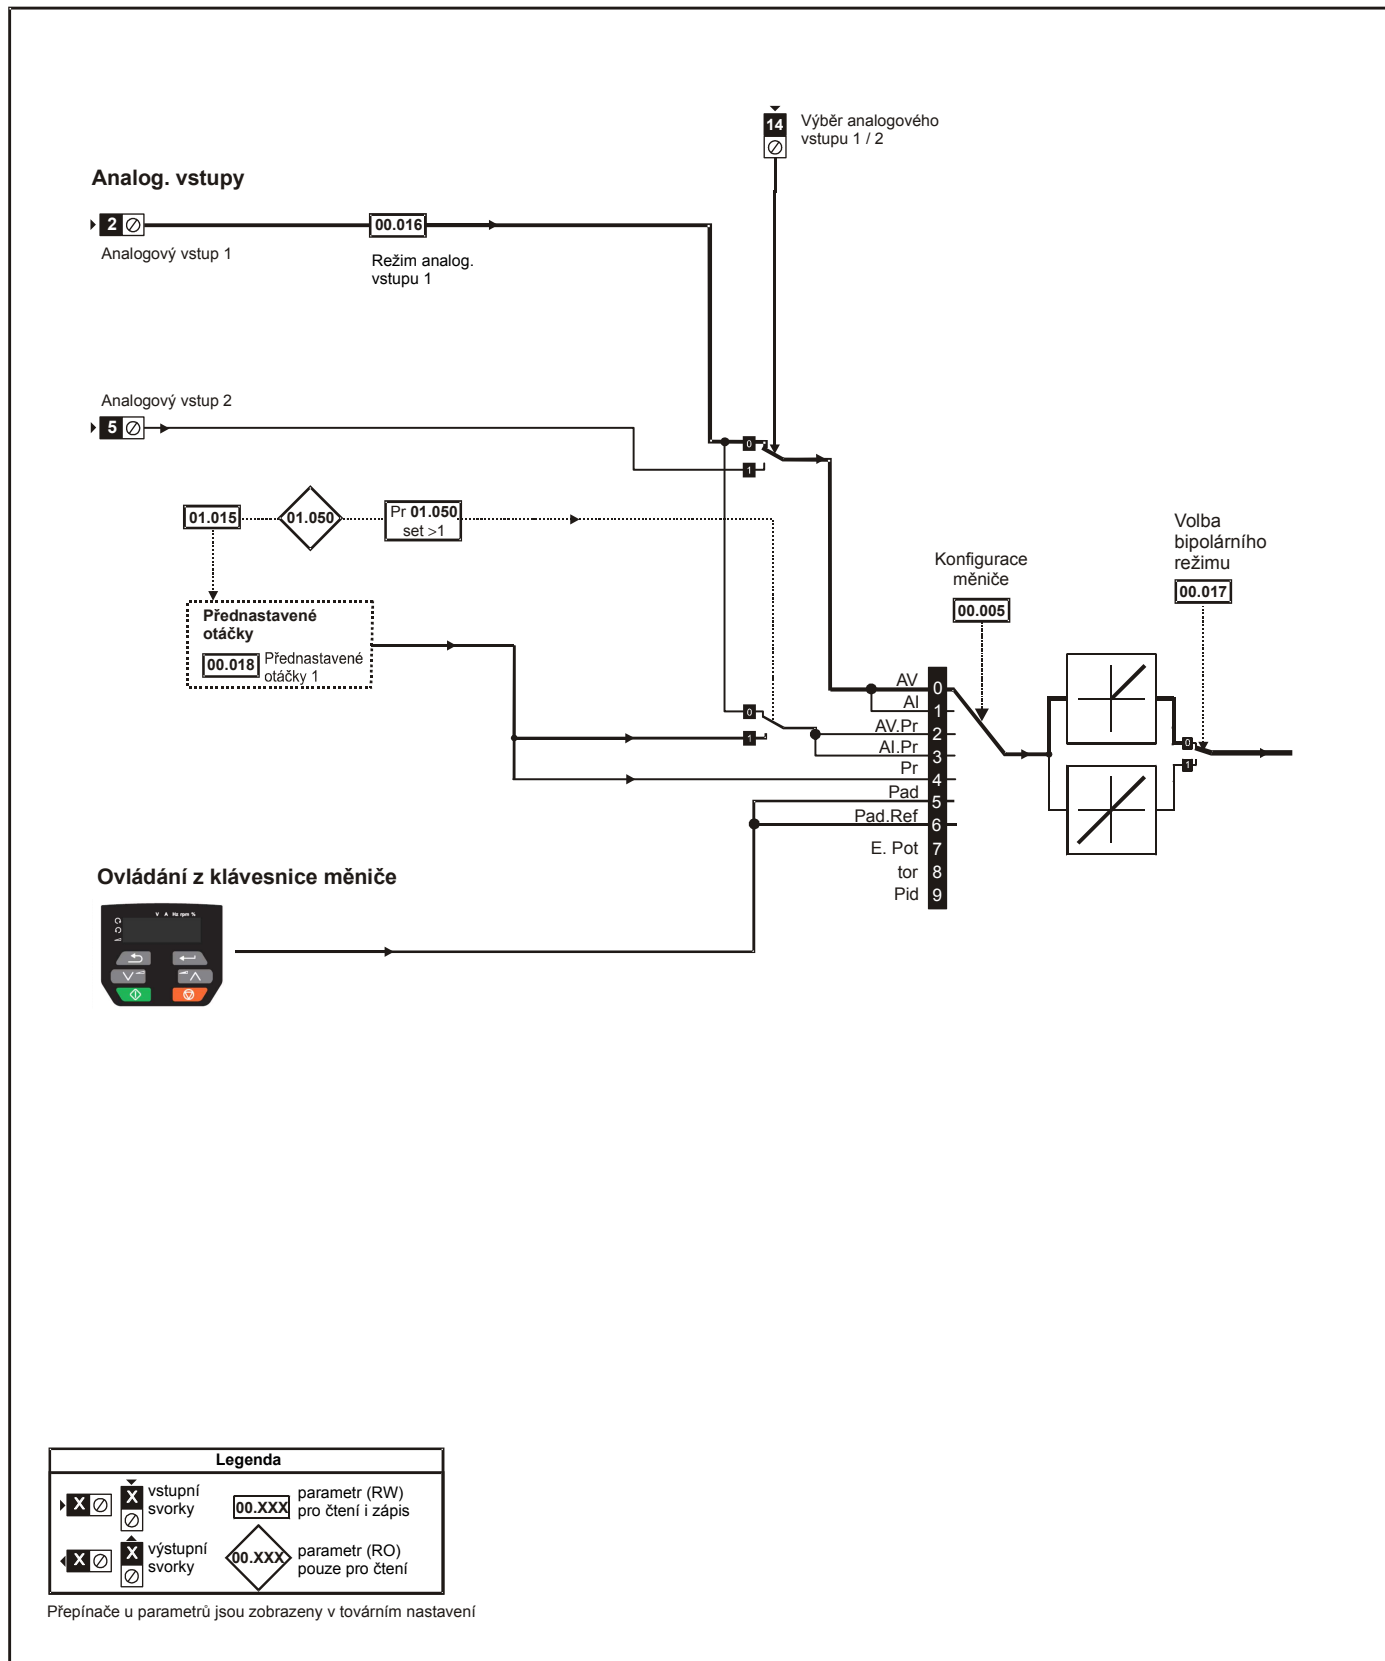 14
Výběr analogového
vstupu 1 / 2
Analog. vstupy
2
00.016
Analogový vstup 1
Režim analog.
vstupu 1
Analogový vstup 2
5
0
1
01.015
01.050
Pr 01.050
set >1
Přednastavené
otáčky
00.018
Přednastavené
otáčky 1
Konfigurace
měniče
00.005
Volba
bipolárního
režimu
00.017
0
1
AV 0
AI 1
AV.Pr 2
AI.Pr 3
Pr 4
Pad 5
Pad.Ref 6
E. Pot 7
tor 8
Pid 9
0
1
Ovládání z klávesnice měniče
V A Hz rpm %
Legenda
X
X
vstupní
svorky
00.XXX
parametr (RW)
pro čtení i zápis
X
X
výstupní
svorky
00.XXX
parametr (RO)
pouze pro čtení
Přepínače u parametrů jsou zobrazeny v továrním nastavení